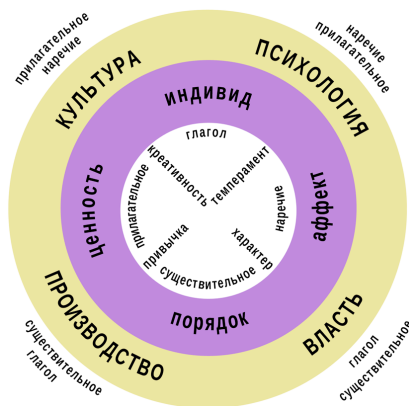 прилагательное
наречие
наречие
прилагательное
КУЛЬТУРА
ПСИХОЛОГИЯ
индивид
глагол
креативность
темперамент
ценность
прилагательное
наречие
аффект
привычка
характер
существительное
порядок
ПРОИЗВОДСТВО
ВЛАСТЬ
существительное
глагол
глагол
существительное